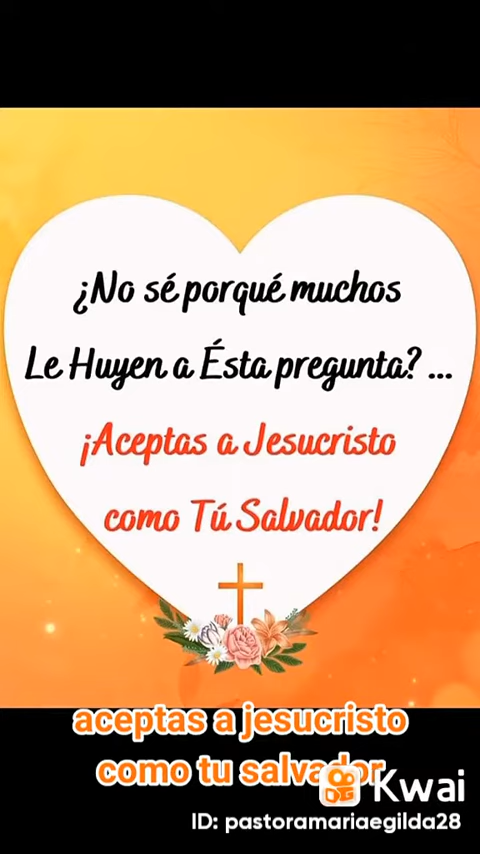 ¿No sé porqué muchos
Le Huyen a Ésta pregunta? ...
¡Aceptas a Jesucristo
como Tú Salvador!
aceptas a jesucristo
como tu salvador
Kwai
ID: pastoramariaegilda28